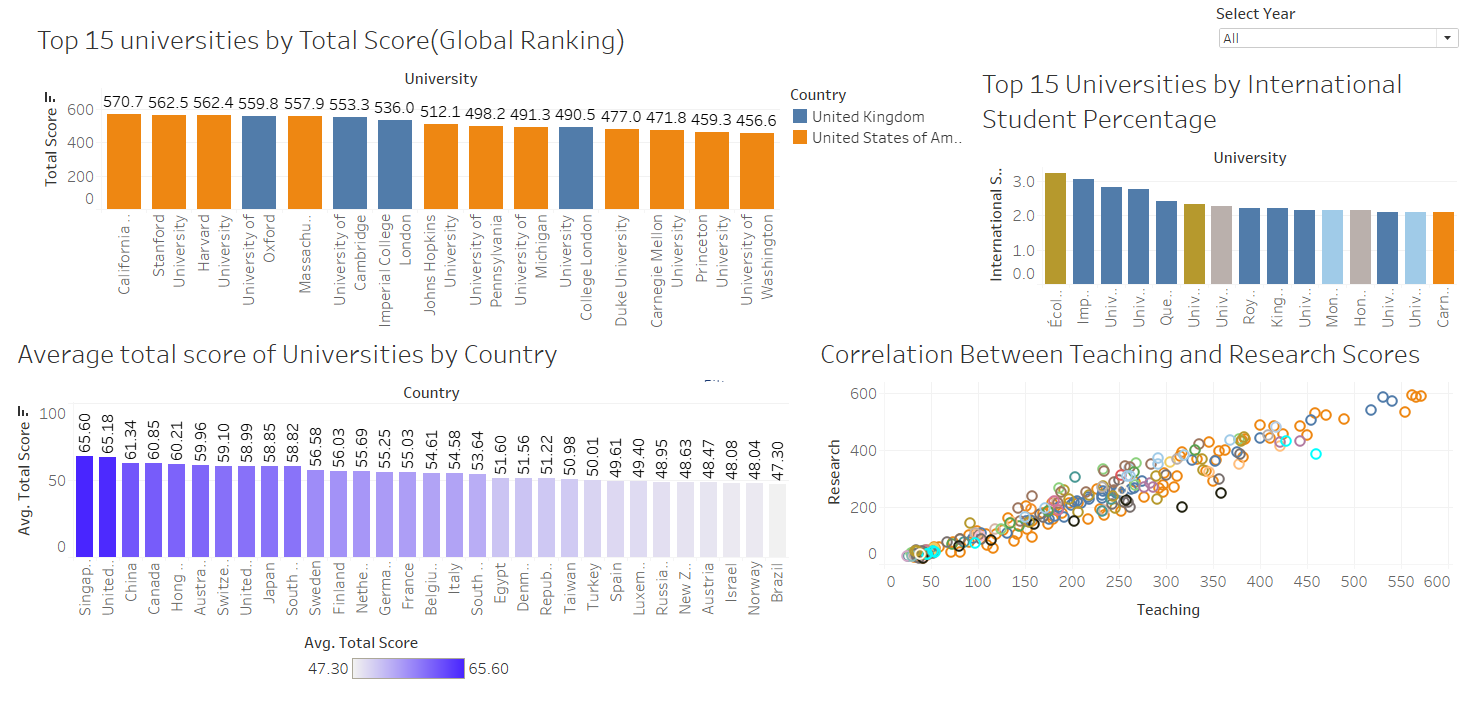 Select Year
All
Top 15 universities by Total Score(Global Ranking)
University
Total Score
600
400
200
0
570.7 562.5 562.4 559.8 557.9 553.3 536.0 512.1 498.2 491.3 490.5 477.0 471.8 459.3 456.6
California ..
Stanford
University
Harvard
University
University of
Oxford
Massachu..
University of
Cambridge
Imperial College
London
Johns Hopkins
University
University of
Pennsylvania
University of
Michigan
University
College London
Duke University
Carnegie Mellon
University
Princeton
University
University of
Washington
Country
United Kingdom
United States of Am..
Top 15 Universities by International
Student Percentage
University
International S..
3.0
2.0
1.0
0.0
Écol..
Imp..
Univ..
Univ..
Que..
Univ..
Univ..
Roy..
King..
Univ..
Mon..
Hon..
Univ..
Univ..
Carn..
Average total score of Universities by Country
Country
Avg. Total Score
100
50
0
65.60 65.18 61.34 60.85 60.21 59.96 59.10 58.99 58.85 58.82 56.58 56.03 55.69 55.25 55.03 54.61 54.58 53.64 51.60 51.56 51.22 50.98 50.01 49.61 49.40 48.95 48.63 48.47 48.08 48.04 47.30
Singap..
United..
China
Canada
Hong ..
Austra..
Switze..
United..
Japan
South ..
Sweden
Finland
Nethe..
Germa..
France
Belgiu..
Italy
South ..
Egypt
Denm..
Repub..
Taiwan
Turkey
Spain
Luxem..
Russia..
New Z..
Austria
Israel
Norway
Brazil
Avg. Total Score
47.30 65.60
Correlation Between Teaching and Research Scores
Research
600
400
200
0
0 50 100 150 200 250 300 350 400 450 500 550 600
Teaching